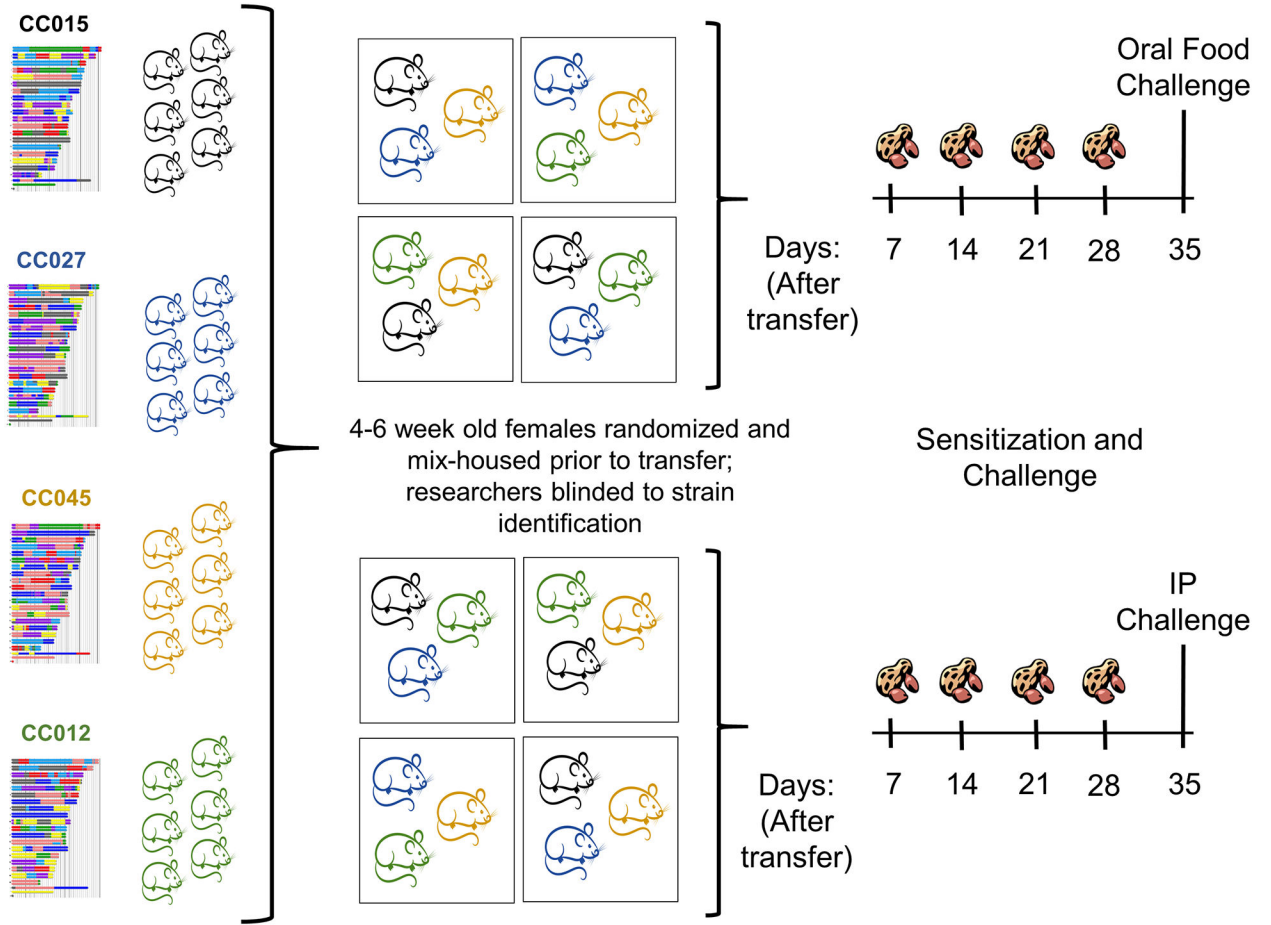 CC015
CC027
CC045
CC012
4-6 week old females randomized and
mix-housed prior to transfer;
researchers blinded to strain
identification
Oral Food
Challenge
Days:
(After
transfer)
7 14 21 28 35
Sensitization and
Challenge
IP
Challenge
Days:
(After
transfer)
7 14 21 28 35